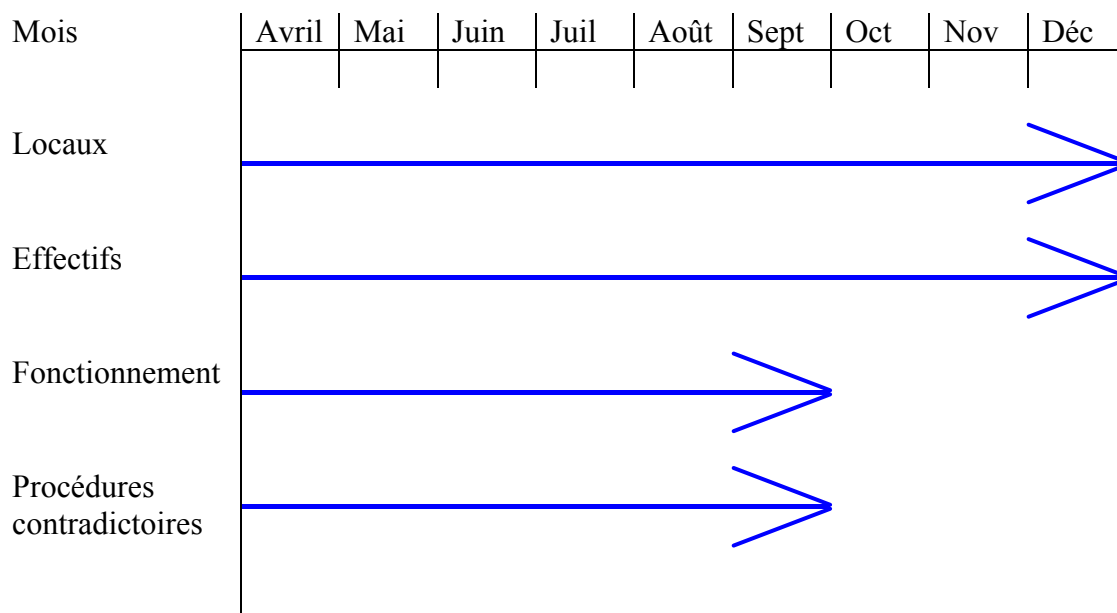 Mois Avril Mai Juin Juil Août Sept Oct Nov Déc
Locaux
Effectifs
Fonctionnement
Procédures
contradictoires